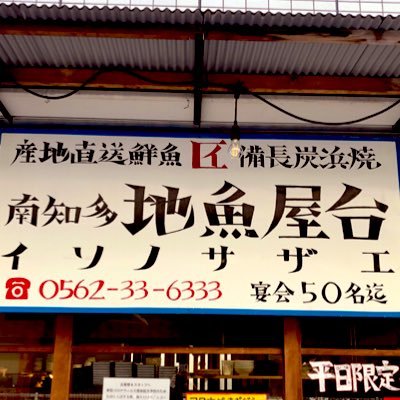 産地直送鮮魚 匠 備長炭浜焼
南知多地魚屋台
イソノサザエ
☎0562-33-6333 宴会50名迄
平日限定